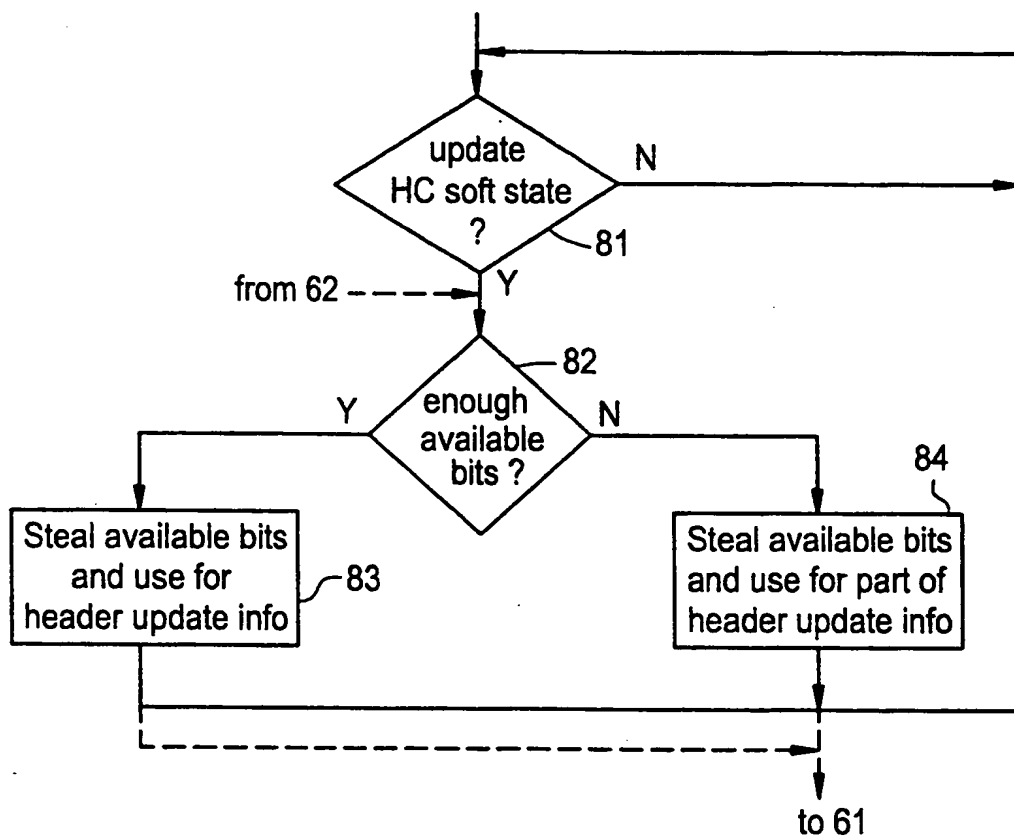 update
HC soft state
?
N
81
Y
from 62
82
enough
available
bits ?
Y
N
84
Steal available bits
and use for
header update info
83
Steal available bits
and use for part of
header update info
to 61